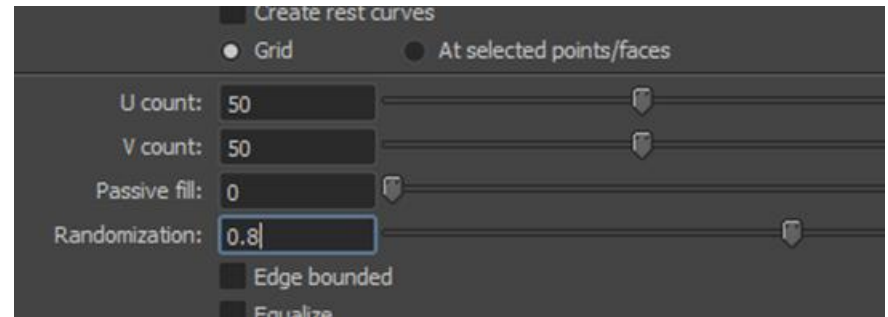 Create rest curves
Grid At selected points/faces
U count: 50
V count: 50
Passive fill: 0
Randomization: 0.8
Edge bounded
Equalize